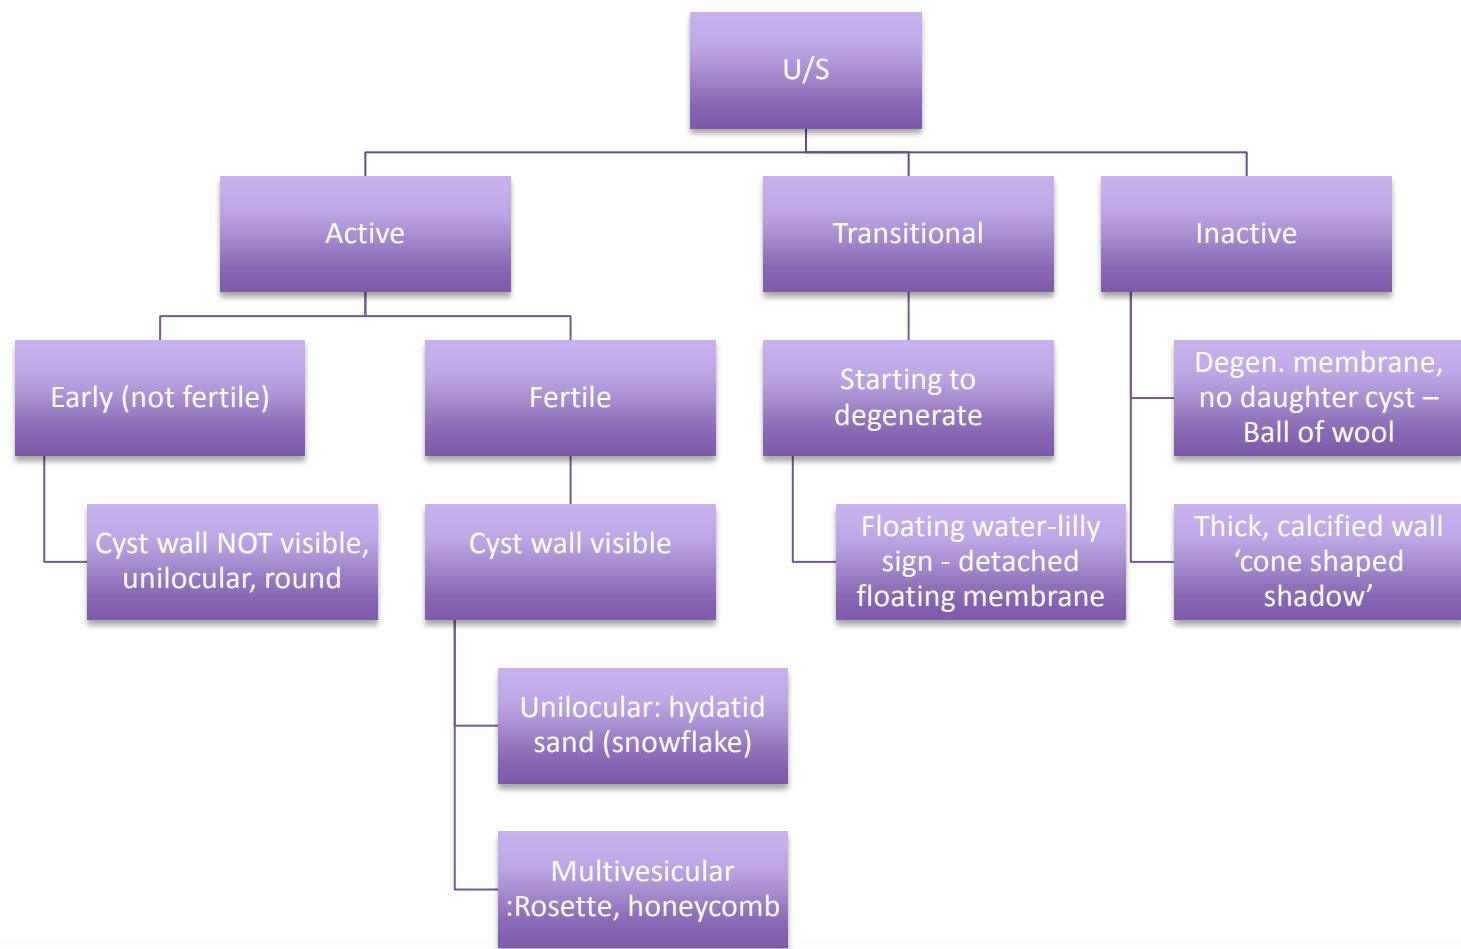 U/S
Active
Transitional
Inactive
Early (not fertile)
Fertile
Starting to
degenerate
Degen. membrane,
no daughter cyst –
Ball of wool
Cyst wall NOT visible,
unilocular, round
Cyst wall visible
Floating water-lilly
sign - detached
floating membrane
Thick, calcified wall
‘cone shaped
shadow’
Unilocular: hydatid
sand (snowflake)
Multivesicular
:Rosette, honeycomb